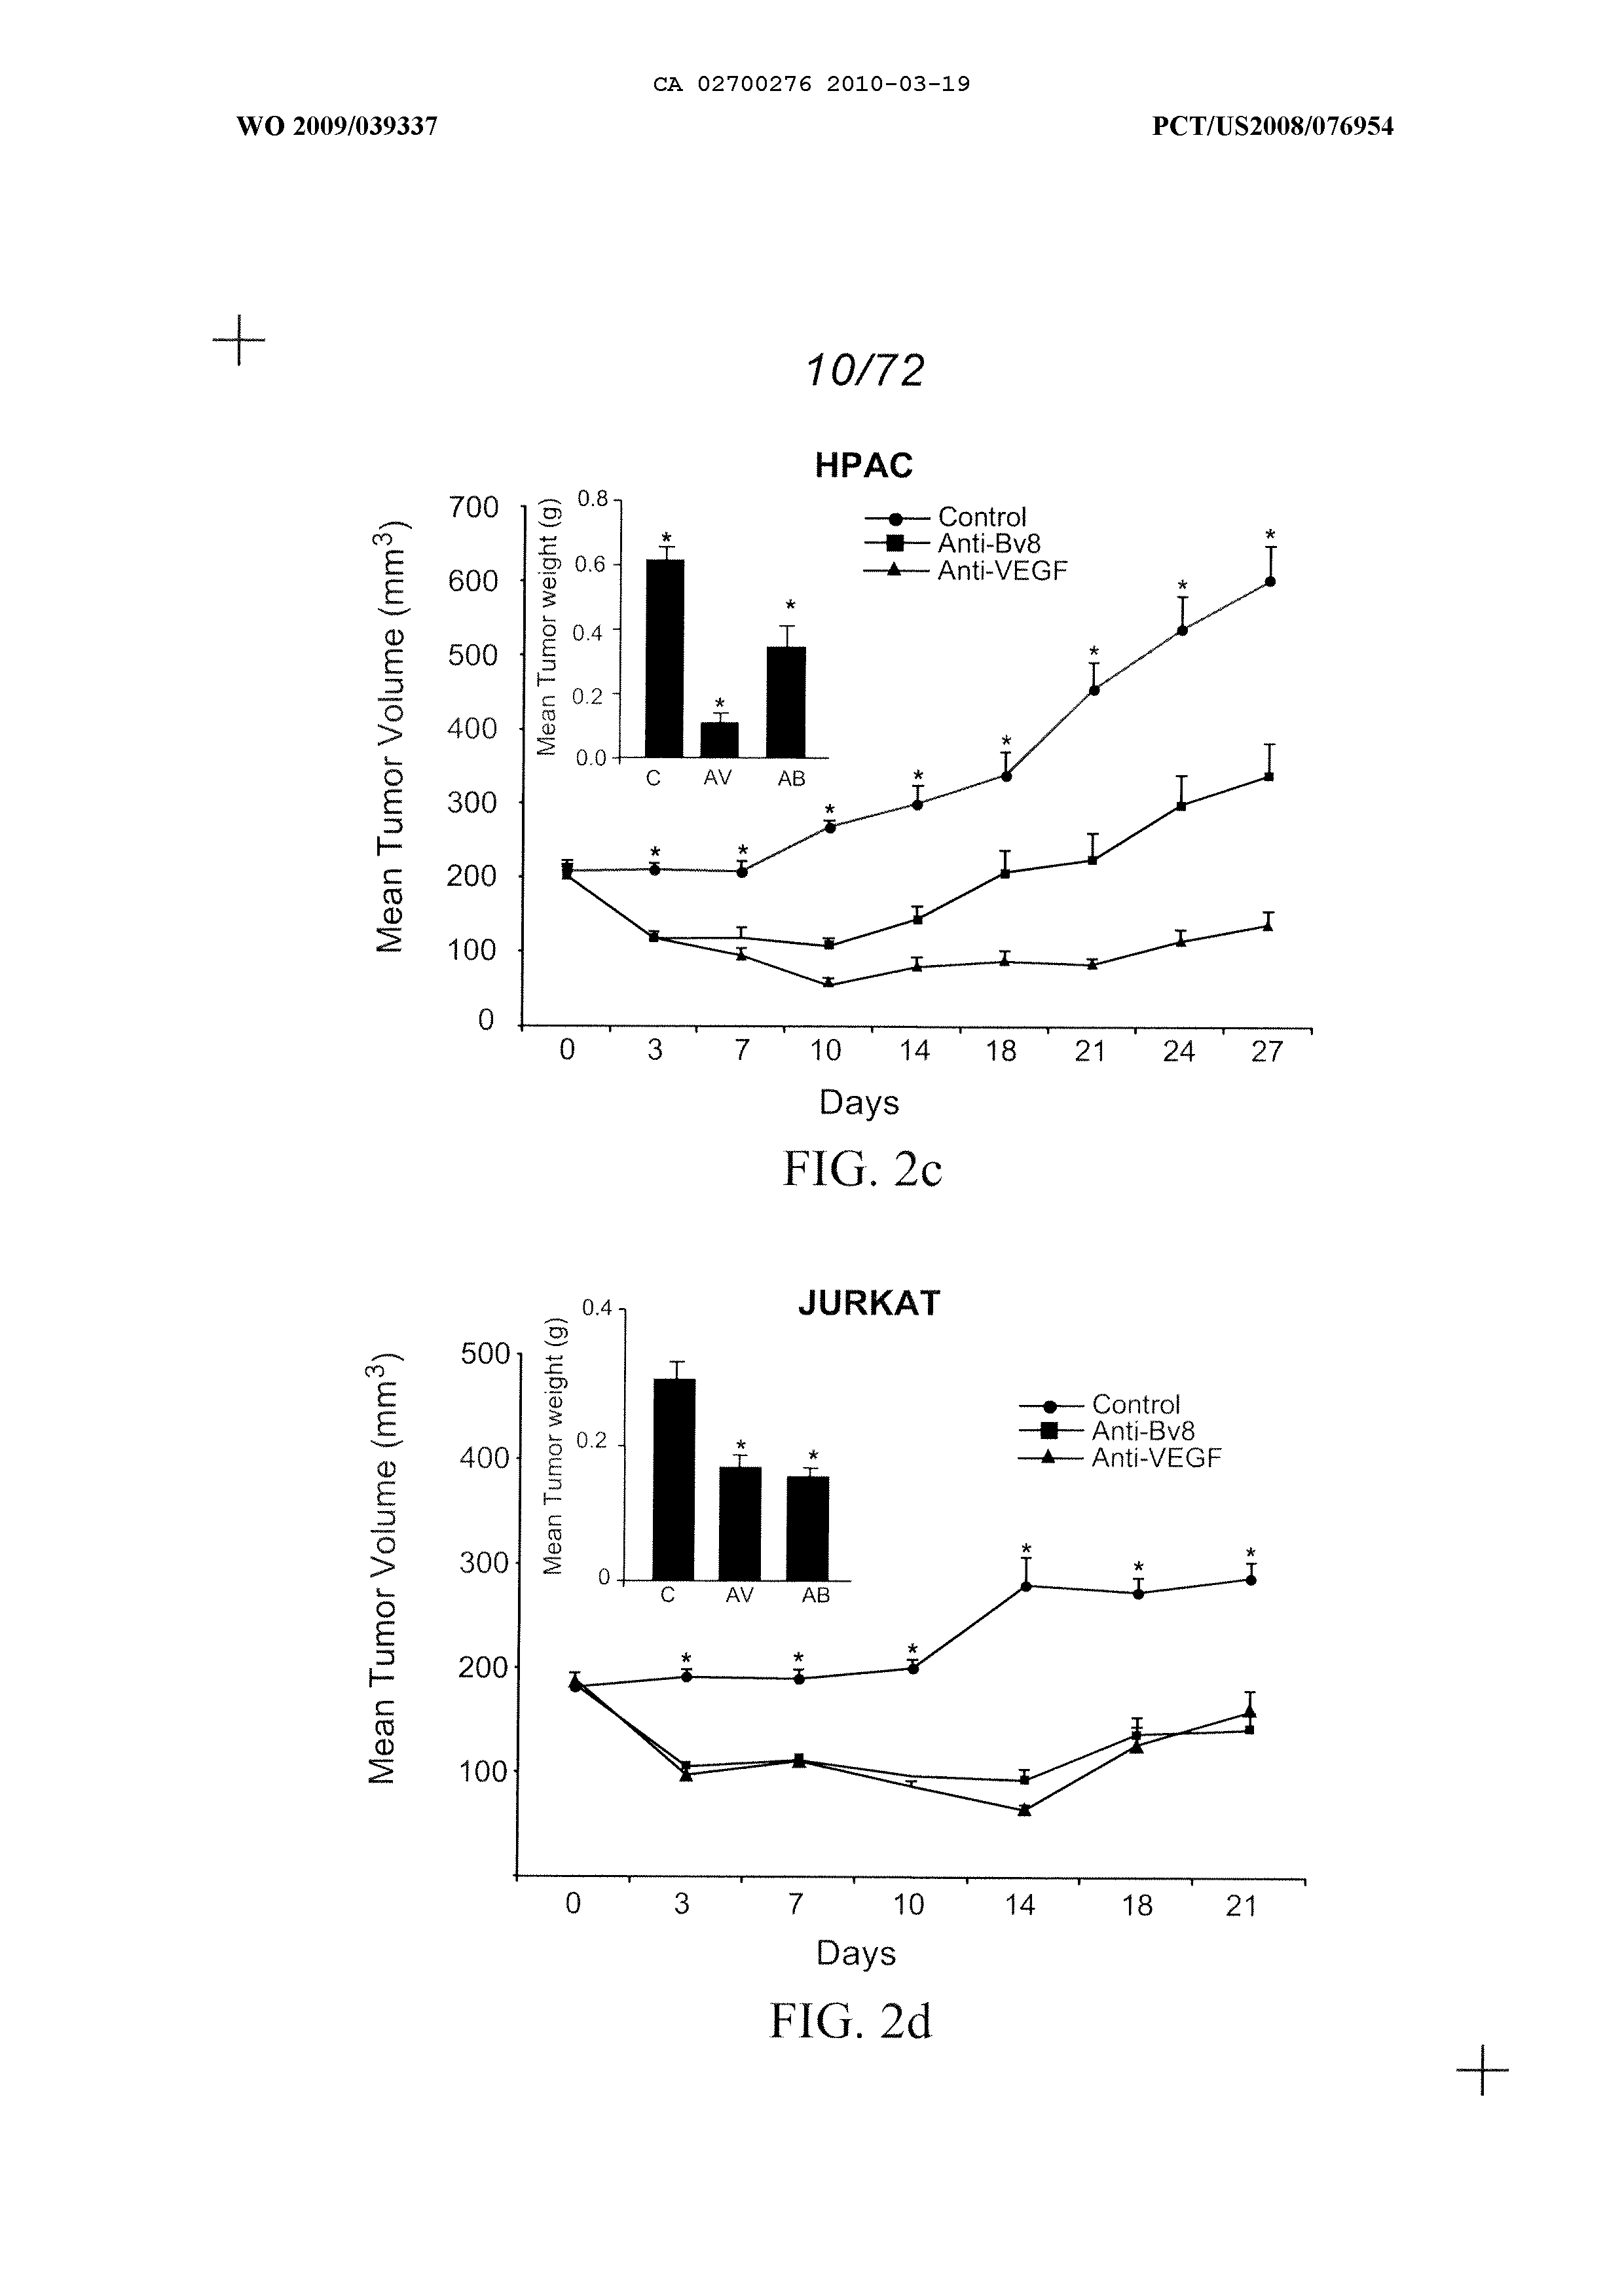 CA 02700276 2010-03-19
WO 2009/039337
PCT/US2008/076954
10/72
HPAC
Mean Tumor Volume (mm3)
700
600
500
400
300
200
100
0
Mean Tumor weight (g)
0.8
0.6
0.4
0.2
0.0
* * *
C AV AB
Control
Anti-Bv8
Anti-VEGF
* * * * * * * *
0 3 7 10 14 18 21 24 27
Days
FIG. 2c
JURKAT
Mean Tumor Volume (mm3)
500
400
300
200
100
Mean Tumor weight (g)
0.4
0.2
0
* *
C AV AB
Control
Anti-Bv8
Anti-VEGF
* * * * * *
0 3 7 10 14 18 21
Days
FIG. 2d